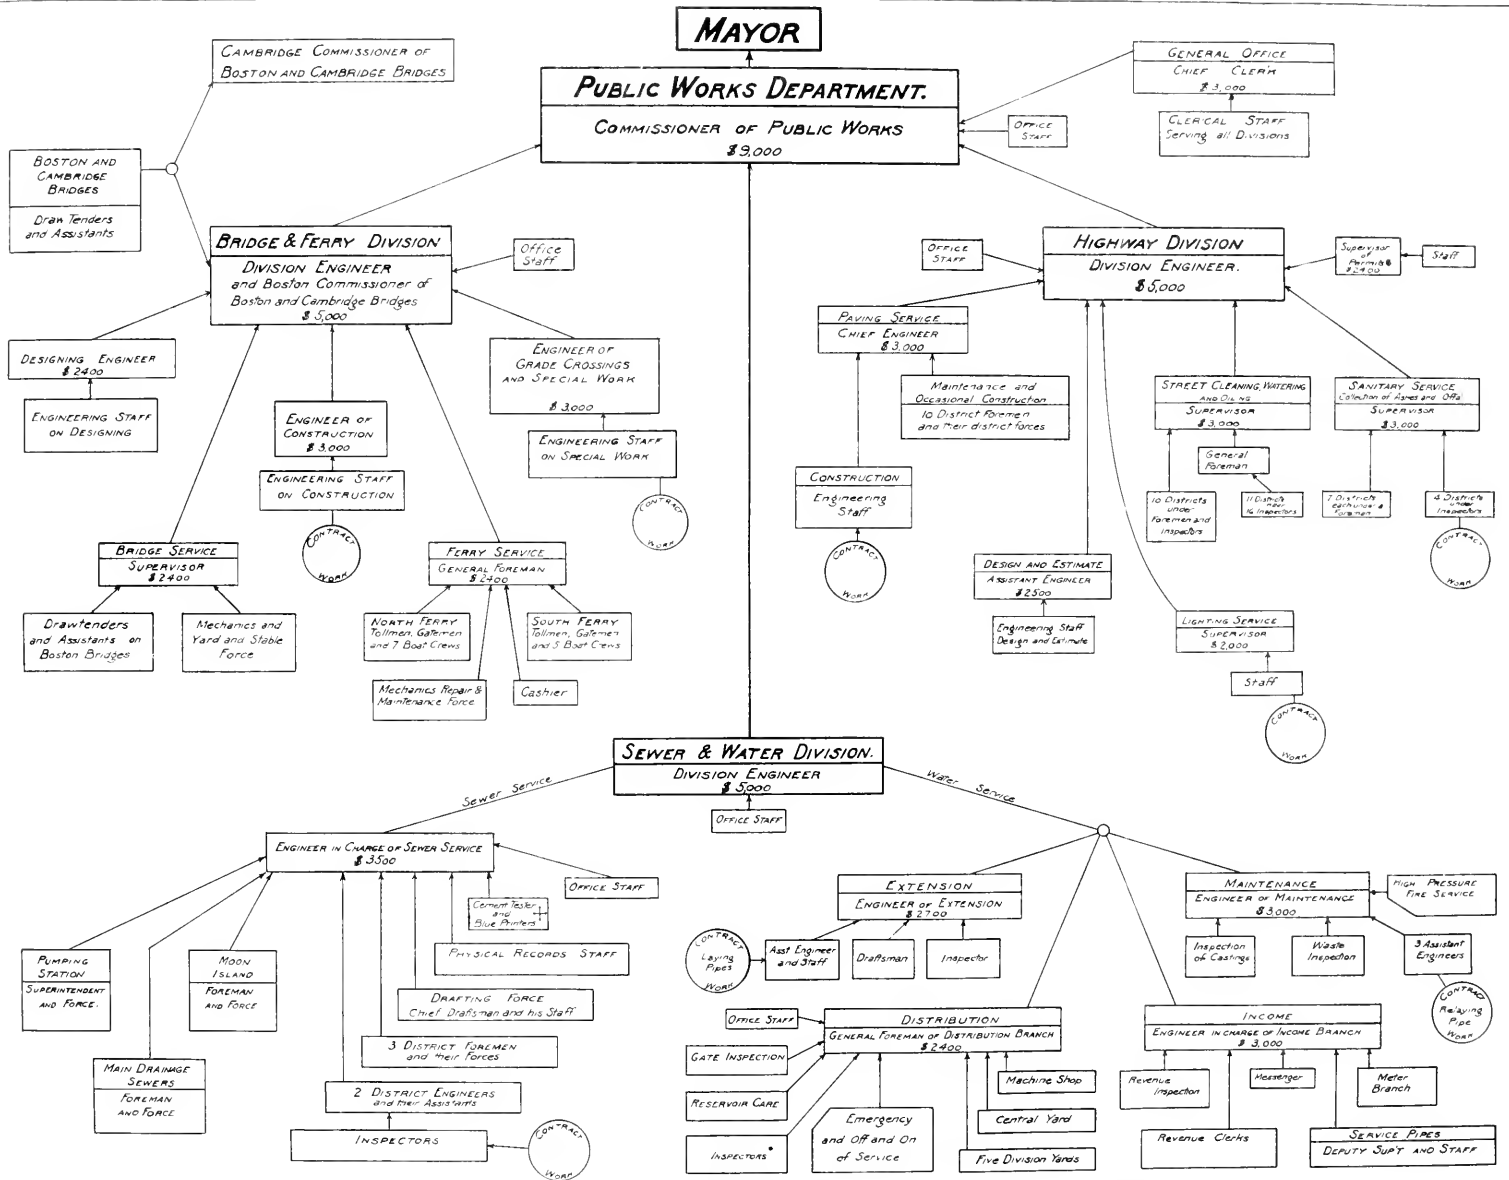 MAYOR
PUBLIC WORKS DEPARTMENT.
COMMISSIONER OF PUBLIC WORKS
$9,000
CAMBRIDGE COMMISSIONER OF
BOSTON AND CAMBRIDGE BRIDGES
GENERAL OFFICE
CHIEF CLERK
$3,000
CLERICAL STAFF
Serving all Divisions
OFFICE
STAFF
BOSTON AND
CAMBRIDGE
BRIDGES
Draw Tenders
and Assistants
BRIDGE & FERRY DIVISION
DIVISION ENGINEER
and Boston Commissioner of
Boston and Cambridge Bridges
$5,000
Office
Staff
OFFICE
STAFF
HIGHWAY DIVISION
DIVISION ENGINEER.
$5,000
Supervisor
of
Permits
$2400
Staff
DESIGNING ENGINEER
$2400
ENGINEERING STAFF
ON DESIGNING
ENGINEER OF
CONSTRUCTION
$3,000
ENGINEERING STAFF
ON CONSTRUCTION
CONTRACT
WORK
ENGINEER OF
GRADE CROSSINGS
AND SPECIAL WORK
$3,000
ENGINEERING STAFF
ON SPECIAL WORK
CONTRACT
WORK
BRIDGE SERVICE
SUPERVISOR
$2400
Drawtenders
and Assistants on
Boston Bridges
Mechanics and
Yard and Stable
Force
FERRY SERVICE
GENERAL FOREMAN
$2400
NORTH FERRY
Tollmen, Gatemen
and 7 Boat Crews
SOUTH FERRY
Tollmen, Gatemen
and 5 Boat Crews
Mechanics Repair &
Maintenance Force
Cashier
PAVING SERVICE
CHIEF ENGINEER
$3,000
Maintenance and
Occasional Construction
10 District Foremen
and their district forces
CONSTRUCTION
Engineering
Staff
CONTRACT
WORK
DESIGN AND ESTIMATE
ASSISTANT ENGINEER
$2500
Engineering Staff
Design and Estimate
STREET CLEANING, WATERING
AND OILING
SUPERVISOR
$3,000
General
Foreman
10 Districts
under
Foremen and
Inspectors
11 Districts
16 Inspectors
SANITARY SERVICE
Collection of Ashes and Offal
SUPERVISOR
$3,000
7 Districts
each under a
Foreman
4 Districts
under
Inspectors
CONTRACT
WORK
LIGHTING SERVICE
SUPERVISOR
$2,000
Staff
CONTRACT
WORK
SEWER & WATER DIVISION.
DIVISION ENGINEER
$5,000
OFFICE STAFF
Sewer Service
Water Service
ENGINEER IN CHARGE OF SEWER SERVICE
$3500
OFFICE STAFF
Cement Tester
and
Blue Printers
PHYSICAL RECORDS STAFF
DRAFTING FORCE
Chief Draftsman and his Staff
3 DISTRICT FOREMEN
and their Forces
2 DISTRICT ENGINEERS
and their Assistants
INSPECTORS
CONTRACT
WORK
PUMPING
STATION
SUPERINTENDENT
AND FORCE.
MOON
ISLAND
FOREMAN
AND FORCE
MAIN DRAINAGE
SEWERS
FOREMAN
AND FORCE
EXTENSION
ENGINEER OF EXTENSION
$2700
CONTRACT
Laying
Pipes
WORK
Asst Engineer
and Staff
Draftsman
Inspector
MAINTENANCE
ENGINEER OF MAINTENANCE
$3,000
HIGH PRESSURE
FIRE SERVICE
Inspection
of Castings
Waste
Inspection
3 Assistant
Engineers
CONTRACT
Relaying
Pipe
WORK
DISTRIBUTION
GENERAL FOREMAN OF DISTRIBUTION BRANCH
$2400
OFFICE STAFF
GATE INSPECTION
RESERVOIR CARE
INSPECTORS
Emergency
and Off and On
of Service
Machine Shop
Central Yard
Five Division Yards
INCOME
ENGINEER IN CHARGE OF INCOME BRANCH
$3,000
Revenue
Inspection
Messenger
Meter
Branch
Revenue Clerks
SERVICE PIPES
DEPUTY SUP'T AND STAFF